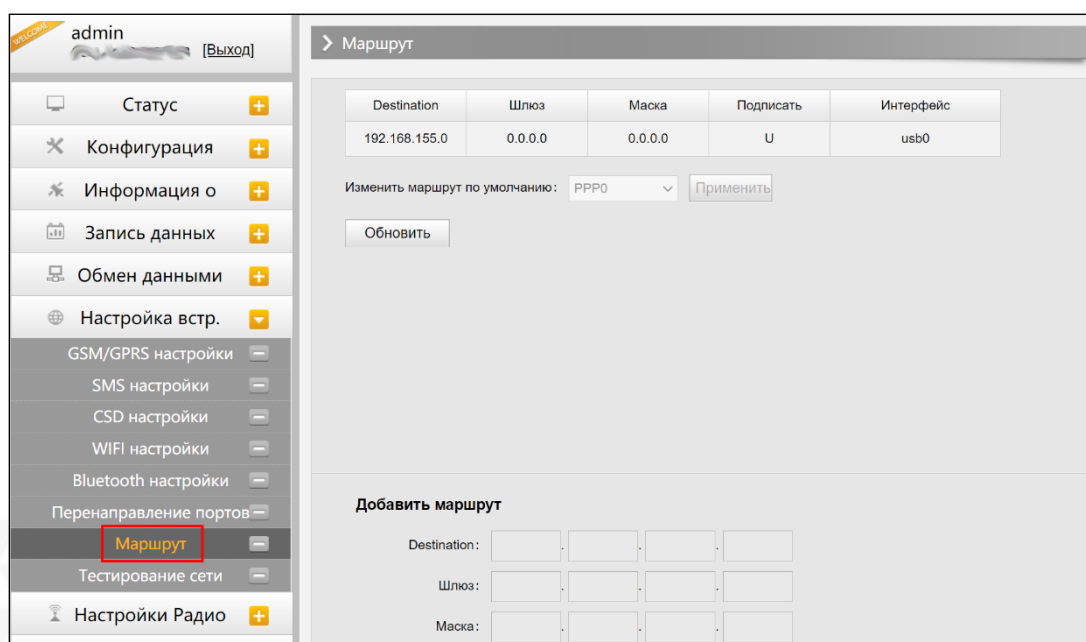 WELCOME
admin
[Выход]
Статус
Конфигурация
Информация о
Запись данных
Обмен данными
Настройка встр.
GSM/GPRS настройки
SMS настройки
CSD настройки
WIFI настройки
Bluetooth настройки
Перенаправление портов
Маршрут
Тестирование сети
Настройки Радио
Маршрут
Destination Шлюз Маска Подписать Интерфейс
192.168.155.0 0.0.0.0 0.0.0.0 U usb0
Изменить маршрут по умолчанию: PPP0 Применить
Обновить
Добавить маршрут
Destination: . . .
Шлюз: . . .
Маска: . . .